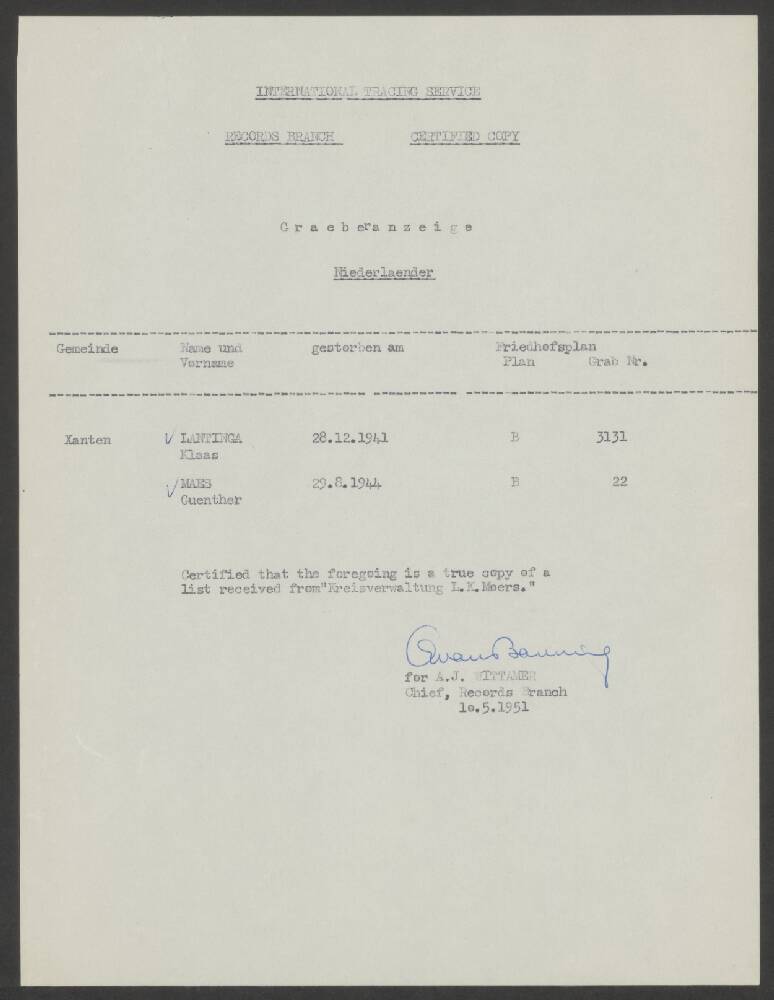 INTERNATIONAL TRACING SERVICE
RECORDS BRANCH CERTIFIED COPY
Graeberanzeige
Niederlaender
Gemeinde Name und gestorben am Friedhofsplan
Vorname Plan Grab Nr.
Xanten √ LANTINGA 28.12.1941 B 3131
Klaas
√ MAES 29.8.1944 B 22
Guenther
Certified that the foregoing is a true copy of a
list received from"Kreisverwaltung L.K.Moers."
for A.J. WITTAMER
Chief, Records Branch
10.5.1951